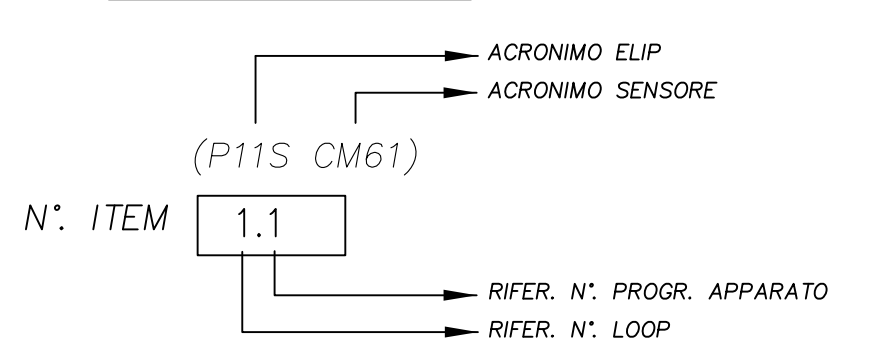 ACRONIMO ELIP
ACRONIMO SENSORE
(P11S CM61)
N°. ITEM 1.1
RIFER. N°. PROGR. APPARATO
RIFER. N°. LOOP